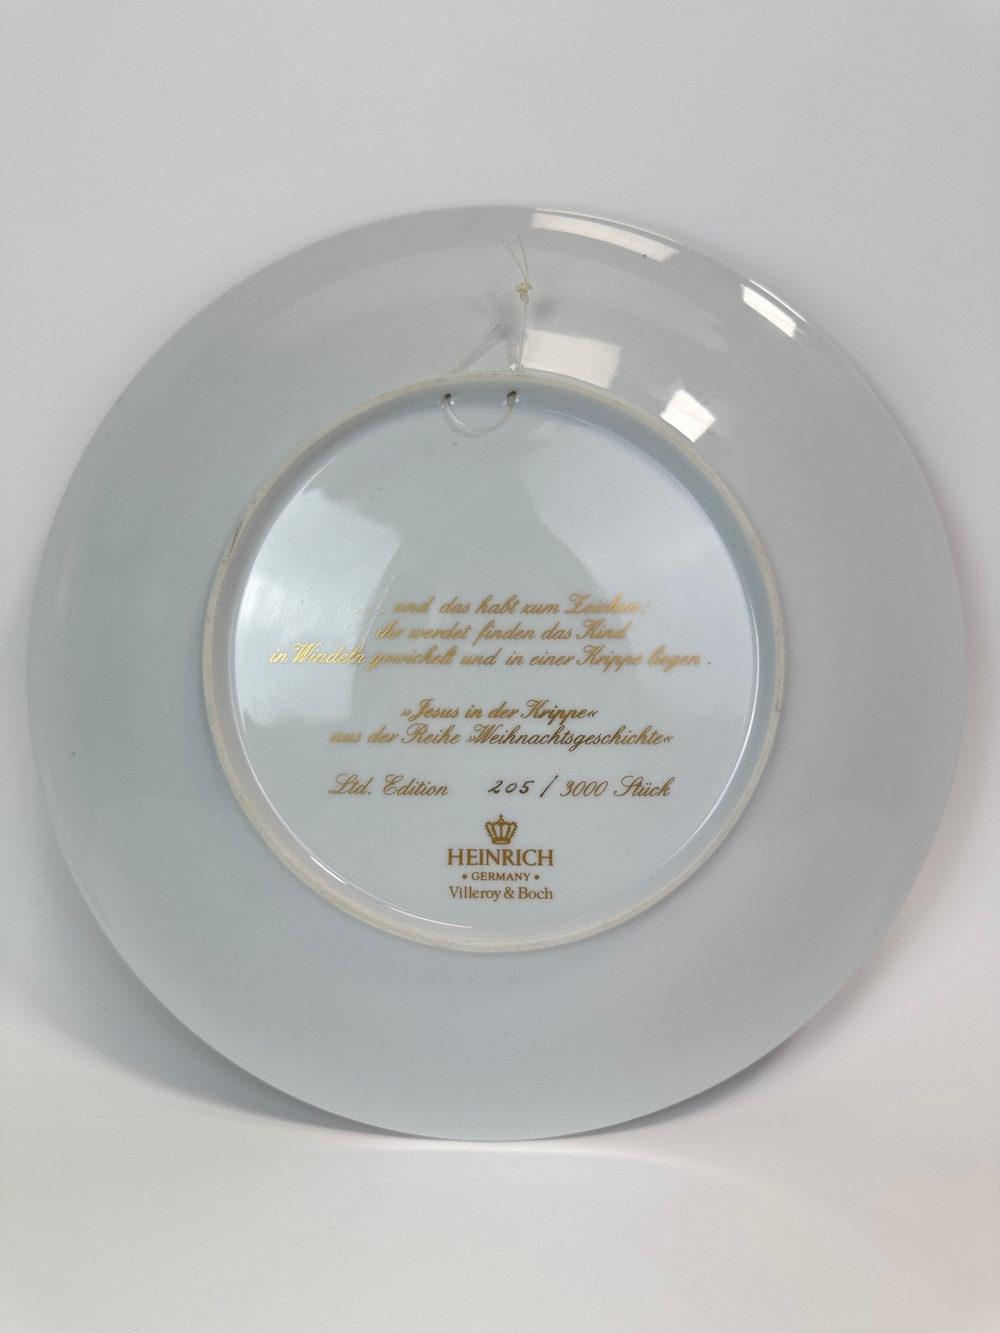 ... und das habt zum Zeichen:
ihr werdet finden das Kind
in Windeln gewickelt und in einer Krippe liegen.
»Jesus in der Krippe«
aus der Reihe »Weihnachtsgeschichte«
Ltd. Edition 205 / 3000 Stück
HEINRICH
• GERMANY •
Villeroy & Boch